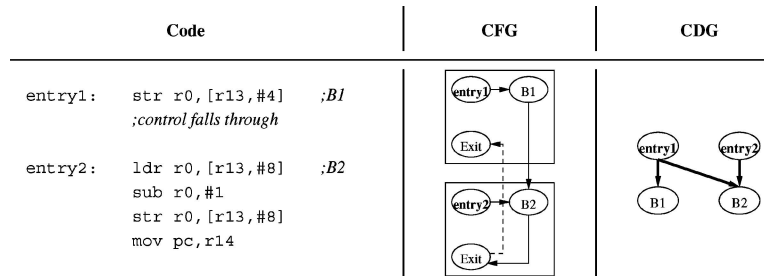 Code CFG CDG
entry1: str r0,[r13,#4] ;B1
;control falls through
entry2: ldr r0,[r13,#8] ;B2
sub r0,#1
str r0,[r13,#8]
mov pc,r14
entry1 B1
Exit
entry2 B2
Exit
entry1 entry2
B1 B2